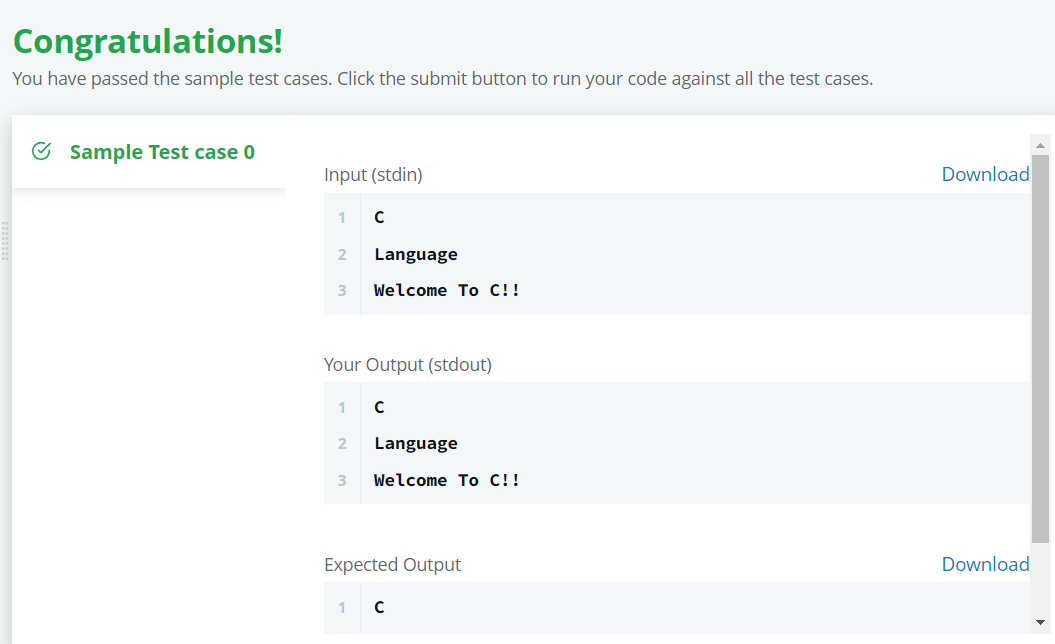 Congratulations!
You have passed the sample test cases. Click the submit button to run your code against all the test cases.
Sample Test case 0
Input (stdin)
Download
1 C
2 Language
3 Welcome To C!!
Your Output (stdout)
1 C
2 Language
3 Welcome To C!!
Expected Output
Download
1 C